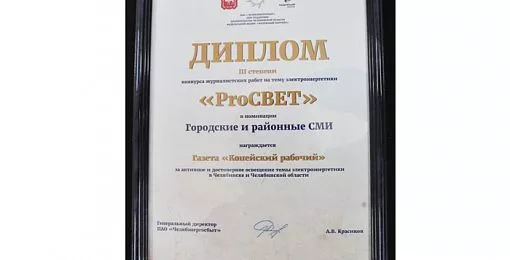 ДИПЛОМ
III степени
конкурса журналистских работ на тему электроэнергетики
«ProСВЕТ»
в номинации
Городские и районные СМИ
награждается
Газета «Копейский рабочий»
за активное и достоверное освещение темы электроэнергетики
в Челябинске и Челябинской области
Генеральный директор
ПАО «Челябэнергосбыт»
А.В. Красиков